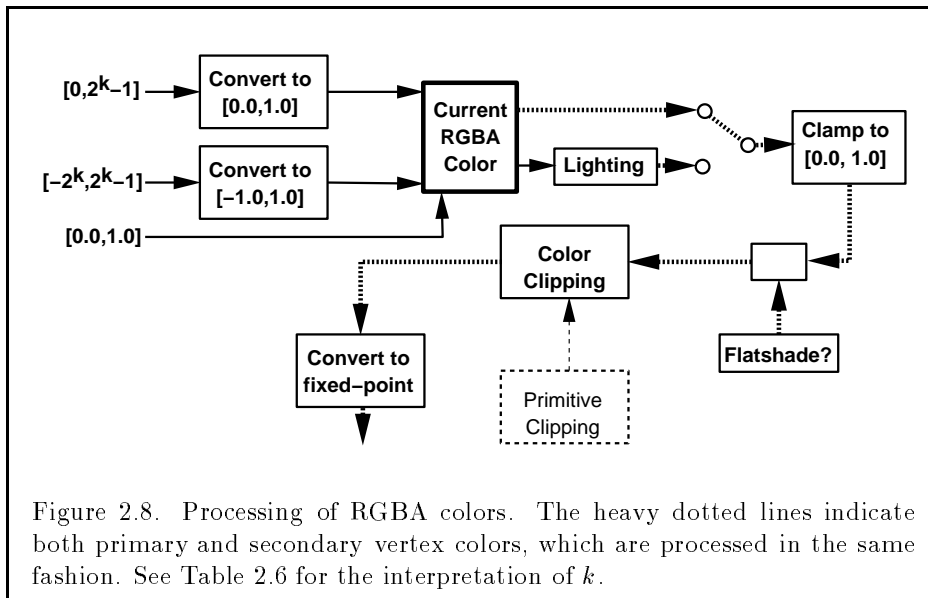 [0,2k−1]
Convert to
[0.0,1.0]
Current
RGBA
Color
Lighting
Clamp to
[0.0, 1.0]
[−2k,2k−1]
Convert to
[−1.0,1.0]
[0.0,1.0]
Color
Clipping
Flatshade?
Convert to
fixed−point
Primitive
Clipping
Figure 2.8. Processing of RGBA colors. The heavy dotted lines indicate
both primary and secondary vertex colors, which are processed in the same
fashion. See Table 2.6 for the interpretation of k.